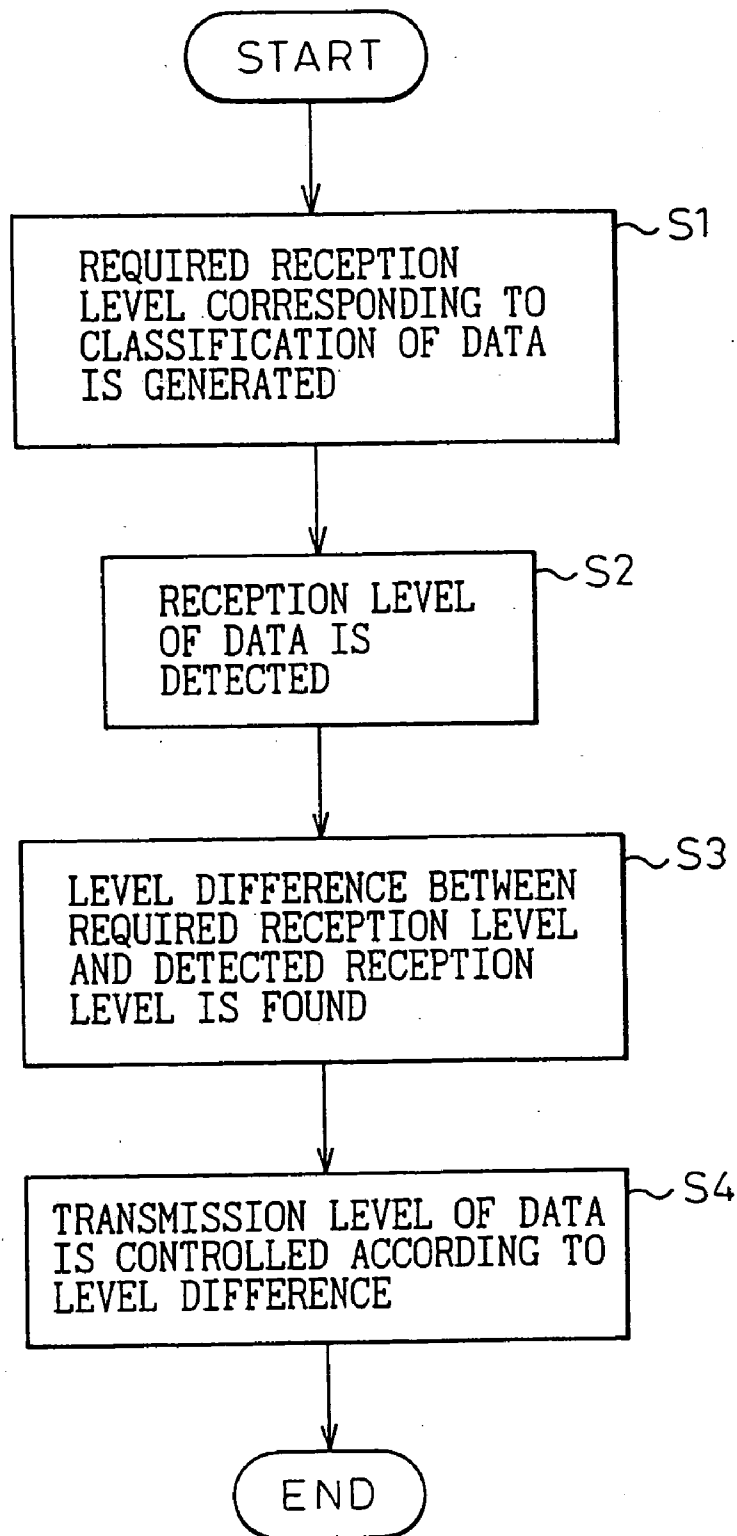 START
S1
REQUIRED RECEPTION
LEVEL CORRESPONDING TO
CLASSIFICATION OF DATA
IS GENERATED
S2
RECEPTION LEVEL
OF DATA IS
DETECTED
S3
LEVEL DIFFERENCE BETWEEN
REQUIRED RECEPTION LEVEL
AND DETECTED RECEPTION
LEVEL IS FOUND
S4
TRANSMISSION LEVEL OF DATA
IS CONTROLLED ACCORDING TO
LEVEL DIFFERENCE
END